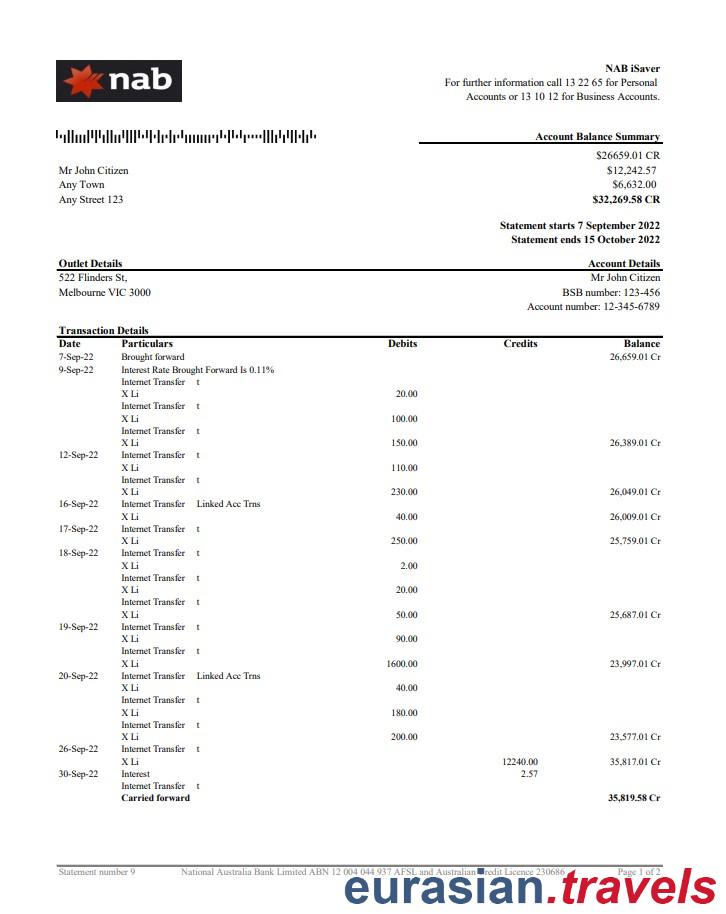 nab
NAB iSaver
For further information call 13 22 65 for Personal
Accounts or 13 10 12 for Business Accounts.
Account Balance Summary
$26659.01 CR
Mr John Citizen $12,242.57
Any Town $6,632.00
Any Street 123 $32,269.58 CR
Statement starts 7 September 2022
Statement ends 15 October 2022
Outlet Details Account Details
522 Flinders St, Mr John Citizen
Melbourne VIC 3000 BSB number: 123-456
Account number: 12-345-6789
Transaction Details
Date Particulars Debits Credits Balance
7-Sep-22 Brought forward 26,659.01 Cr
9-Sep-22 Interest Rate Brought Forward Is 0.11%
Internet Transfer t
X Li 20.00
Internet Transfer t
X Li 100.00
Internet Transfer t
X Li 150.00 26,389.01 Cr
12-Sep-22 Internet Transfer t
X Li 110.00
Internet Transfer t
X Li 230.00 26,049.01 Cr
16-Sep-22 Internet Transfer Linked Acc Trns
X Li 40.00 26,009.01 Cr
17-Sep-22 Internet Transfer t
X Li 250.00 25,759.01 Cr
18-Sep-22 Internet Transfer t
X Li 2.00
Internet Transfer t
X Li 20.00
Internet Transfer t
X Li 50.00 25,687.01 Cr
19-Sep-22 Internet Transfer t
X Li 90.00
Internet Transfer t
X Li 1600.00 23,997.01 Cr
20-Sep-22 Internet Transfer Linked Acc Trns
X Li 40.00
Internet Transfer t
X Li 180.00
Internet Transfer t
X Li 200.00 23,577.01 Cr
26-Sep-22 Internet Transfer t
X Li 12240.00 35,817.01 Cr
30-Sep-22 Interest 2.57
Internet Transfer t
Carried forward 35,819.58 Cr
Statement number 9 National Australia Bank Limited ABN 12 004 044 937 AFSL and Australian Credit Licence 230686 Page 1 of 2
eurasian.travels